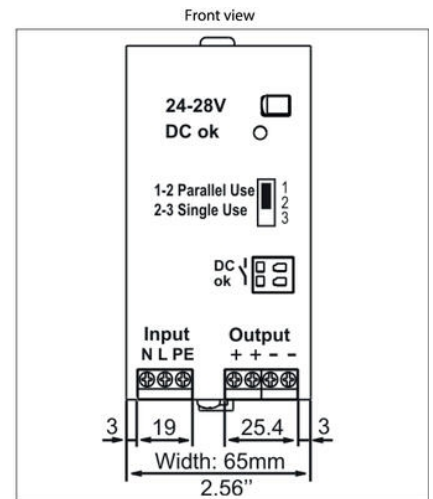 Front view
24-28V
DC ok
1-2 Parallel Use
2-3 Single Use
1
2
3
DC
ok
Input
Output
N L PE
+ + - -
3
19
25.4
3
Width: 65mm
2.56"